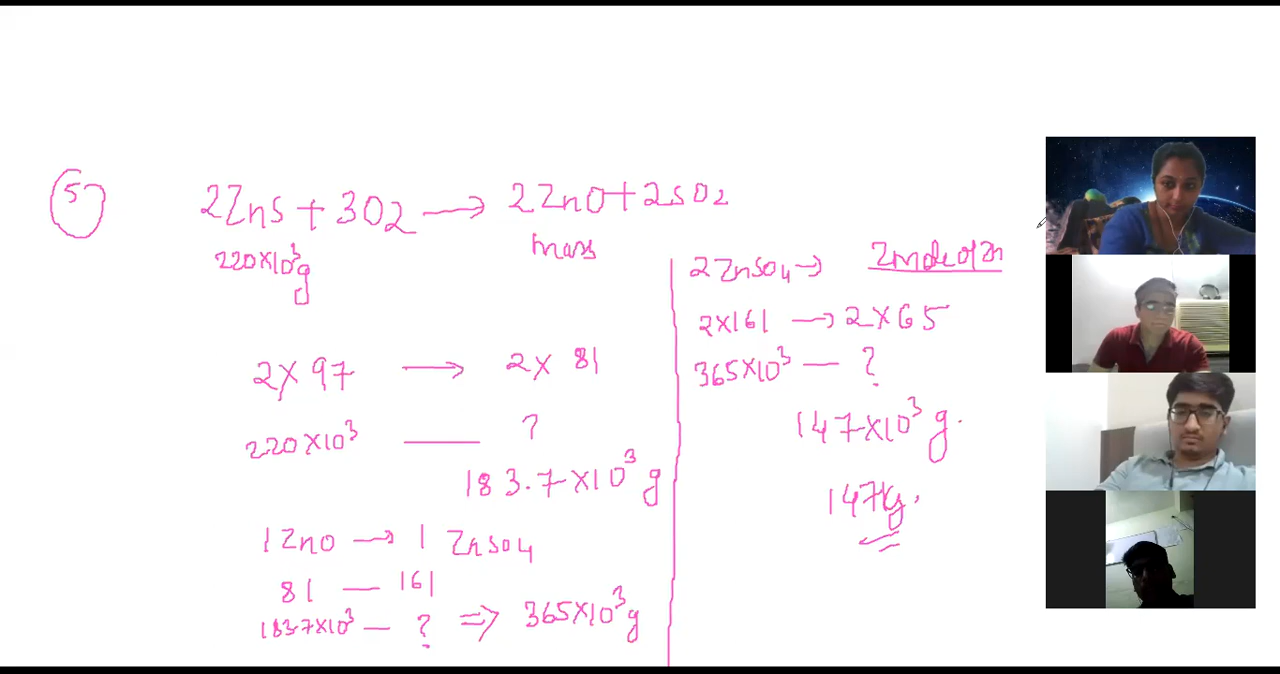 5
2ZnS + 3O2 → 2ZnO + 2SO2
220×10³g mass
2×97 → 2×81
220×10³ — ?
183.7×10³ g
1ZnO → 1 ZnSO4
81 — 161
183.7×10³ — ? ⇒ 365×10³g
2ZnSO4 → 2mole of Zn
2×161 → 2×65
365×10³ — ?
147×10³ g.
147kg.